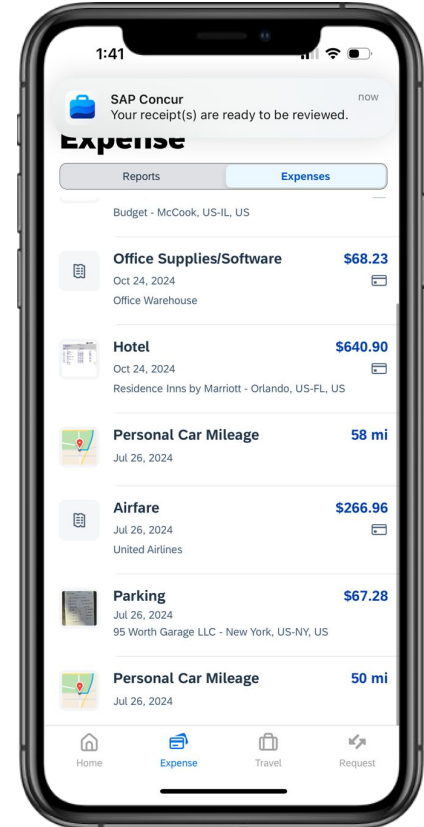 1:41
SAP Concur
now
Your receipt(s) are ready to be reviewed.
Expense
Reports
Expenses
Budget - McCook, US-IL, US
Office Supplies/Software
$68.23
Oct 24, 2024
Office Warehouse
Hotel
$640.90
Oct 24, 2024
Residence Inns by Marriott - Orlando, US-FL, US
Personal Car Mileage
58 mi
Jul 26, 2024
Airfare
$266.96
Jul 26, 2024
United Airlines
Parking
$67.28
Jul 26, 2024
95 Worth Garage LLC - New York, US-NY, US
Personal Car Mileage
50 mi
Jul 26, 2024
Home
Expense
Travel
Request